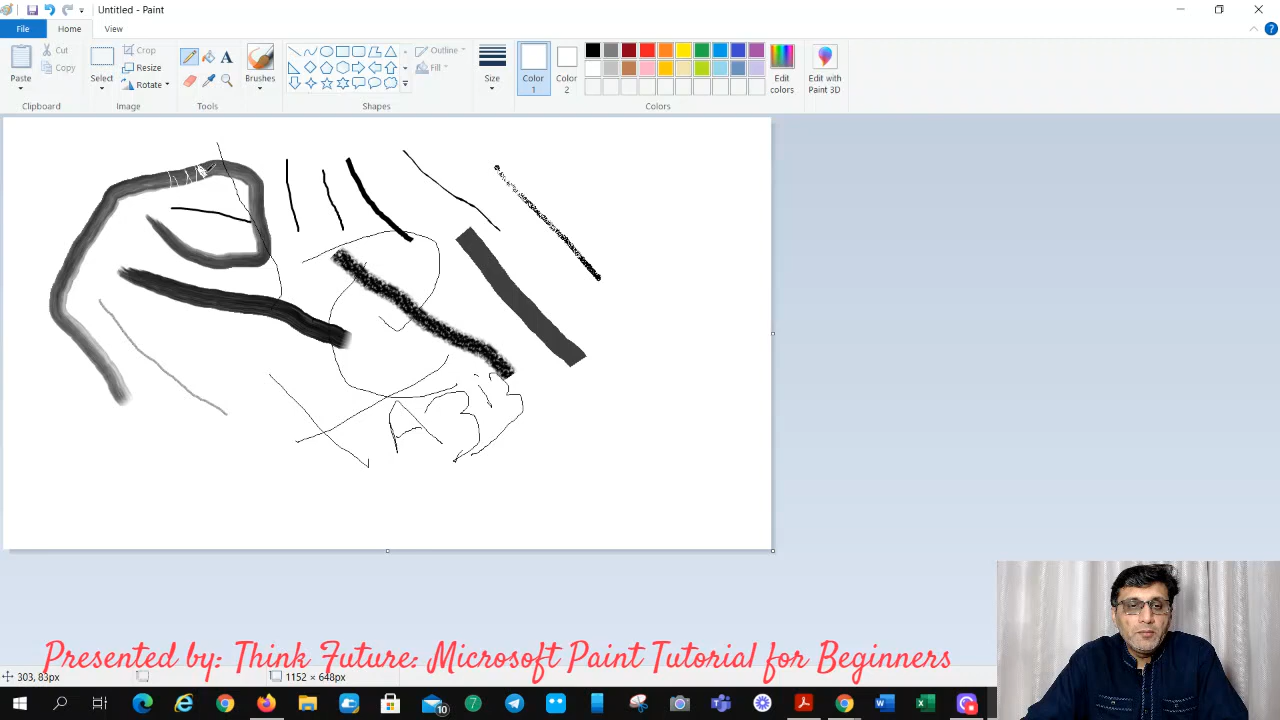 Untitled - Paint
File Home View
Paste
Cut
Copy
Clipboard
Select
Crop
Resize
Rotate
Image
Tools
Brushes
Shapes
Outline
Fill
Size
Color 1
Color 2
Edit colors
Colors
Edit with Paint 3D
Presented by: Think Future: Microsoft Paint Tutorial for Beginners
303, 83px
1152 × 648px
10